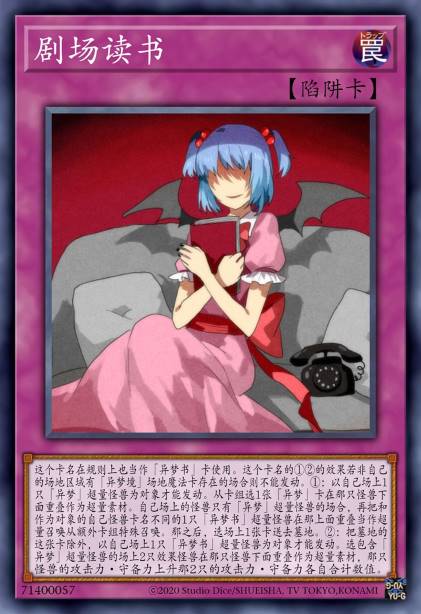 剧场读书
トラップ
罠
【陷阱卡】
这个卡名在规则上也当作「异梦书」卡使用。这个卡名的①②的效果若非自己
的场地区域有「异梦境」场地魔法卡存在的场合则不能发动。①：以自己场上1
只「异梦」超量怪兽为对象才能发动。从卡组选1张「异梦」卡在那只怪兽下
面重叠作为超量素材。自己场上的怪兽只有「异梦」超量怪兽的场合，再把和
作为对象的自己怪兽卡名不同的1只「异梦书」超量怪兽在那上面重叠当作超
量召唤从额外卡组特殊召唤。那之后，选场上1张卡送去墓地。②：把墓地的
这张卡除外，以自己场上1只「异梦书」超量怪兽为对象才能发动。选包含「
异梦」超量怪兽的场上2只效果怪兽在那只怪兽下面重叠作为超量素材，那只
怪兽的攻击力·守备力上升那2只的攻击力·守备力各自合计数值。
71400057
©2020 Studio Dice/SHUEISHA, TV TOKYO,KONAMI